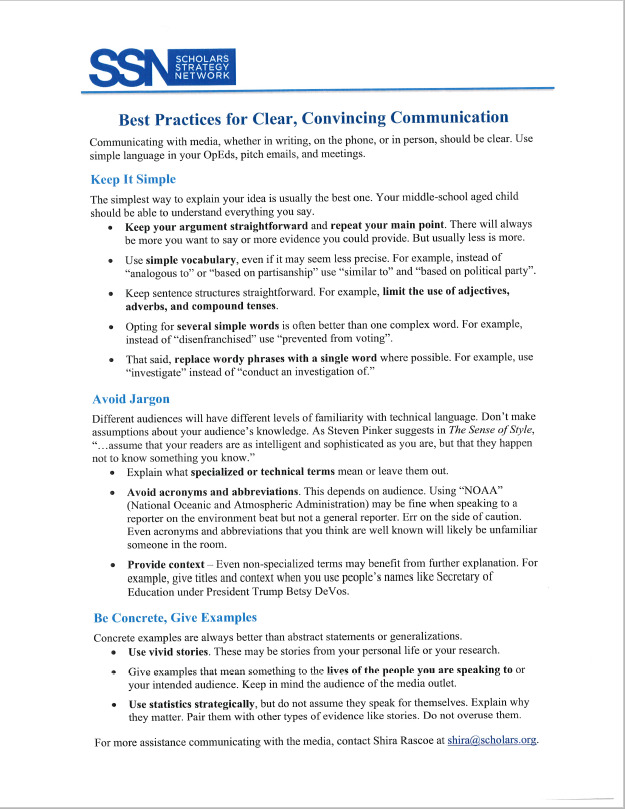 SSN SCHOLARS
STRATEGY
NETWORK
Best Practices for Clear, Convincing Communication
Communicating with media, whether in writing, on the phone, or in person, should be clear. Use
simple language in your OpEds, pitch emails, and meetings.
Keep It Simple
The simplest way to explain your idea is usually the best one. Your middle-school aged child
should be able to understand everything you say.
• Keep your argument straightforward and repeat your main point. There will always
be more you want to say or more evidence you could provide. But usually less is more.
• Use simple vocabulary, even if it may seem less precise. For example, instead of
“analogous to” or “based on partisanship” use “similar to” and “based on political party”.
• Keep sentence structures straightforward. For example, limit the use of adjectives,
adverbs, and compound tenses.
• Opting for several simple words is often better than one complex word. For example,
instead of “disenfranchised” use “prevented from voting”.
• That said, replace wordy phrases with a single word where possible. For example, use
“investigate” instead of “conduct an investigation of.”
Avoid Jargon
Different audiences will have different levels of familiarity with technical language. Don’t make
assumptions about your audience’s knowledge. As Steven Pinker suggests in The Sense of Style,
“…assume that your readers are as intelligent and sophisticated as you are, but that they happen
not to know something you know.”
• Explain what specialized or technical terms mean or leave them out.
• Avoid acronyms and abbreviations. This depends on audience. Using “NOAA”
(National Oceanic and Atmospheric Administration) may be fine when speaking to a
reporter on the environment beat but not a general reporter. Err on the side of caution.
Even acronyms and abbreviations that you think are well known will likely be unfamiliar
someone in the room.
• Provide context – Even non-specialized terms may benefit from further explanation. For
example, give titles and context when you use people’s names like Secretary of
Education under President Trump Betsy DeVos.
Be Concrete, Give Examples
Concrete examples are always better than abstract statements or generalizations.
• Use vivid stories. These may be stories from your personal life or your research.
• Give examples that mean something to the lives of the people you are speaking to or
your intended audience. Keep in mind the audience of the media outlet.
• Use statistics strategically, but do not assume they speak for themselves. Explain why
they matter. Pair them with other types of evidence like stories. Do not overuse them.
For more assistance communicating with the media, contact Shira Rascoe at shira@scholars.org.